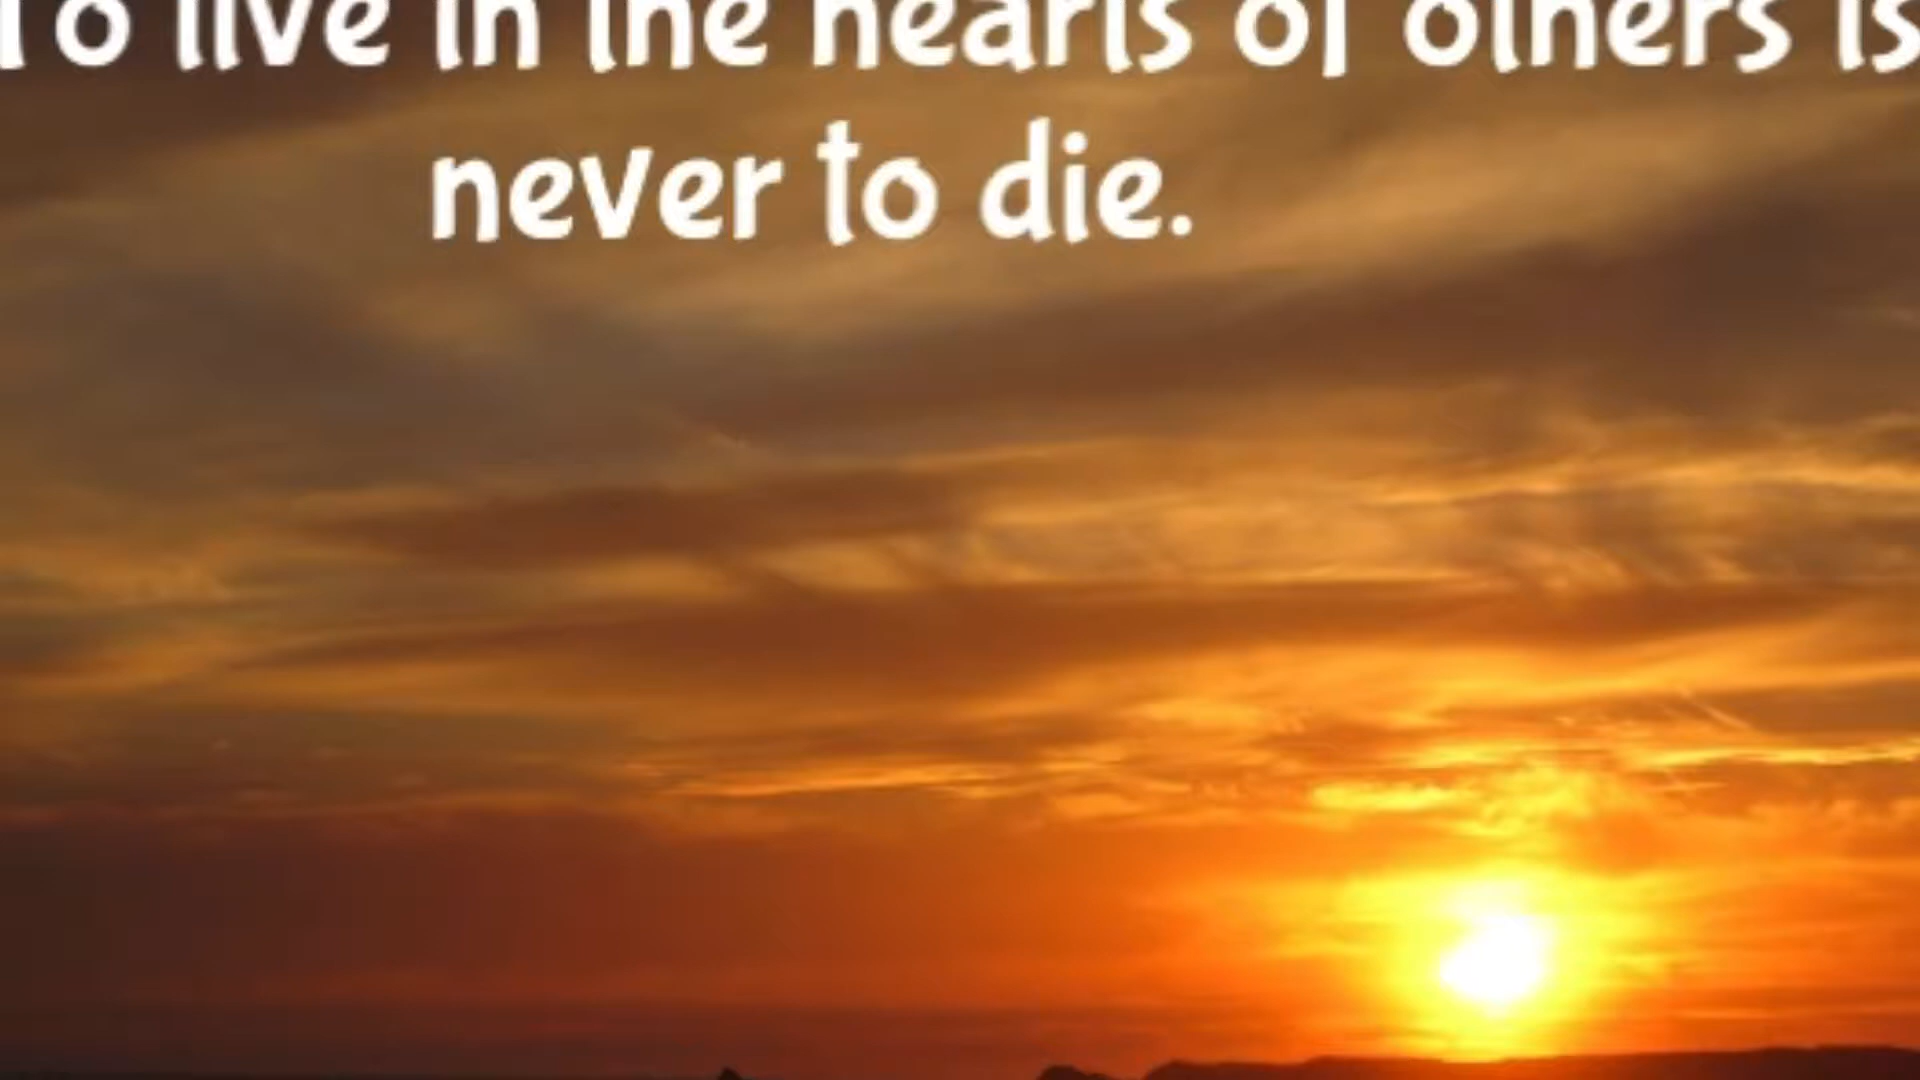 To live in the hearts of others is
never to die.